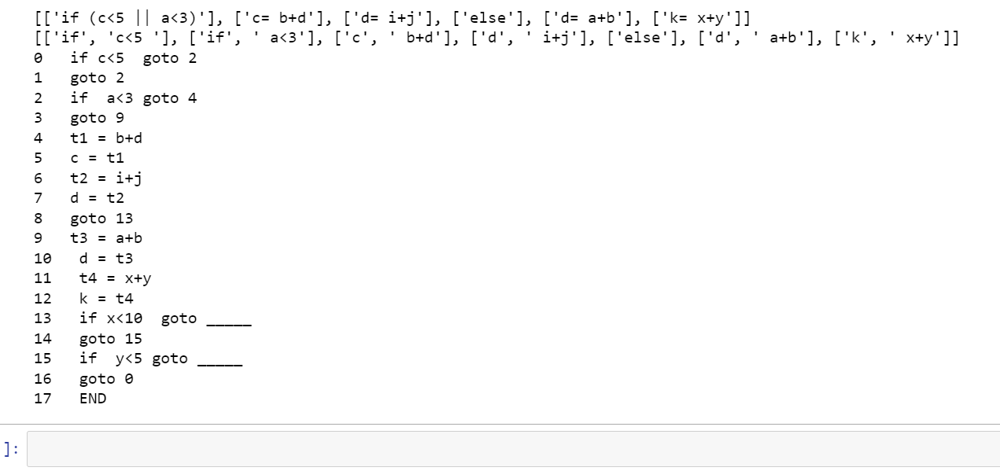 [['if (c<5 || a<3)'], ['c= b+d'], ['d= i+j'], ['else'], ['d= a+b'], ['k= x+y']]
[['if', 'c<5 '], ['if', ' a<3'], ['c', ' b+d'], ['d', ' i+j'], ['else'], ['d', ' a+b'], ['k', ' x+y']]
0   if c<5  goto 2
1   goto 2
2   if  a<3 goto 4
3   goto 9
4   t1 = b+d
5   c = t1
6   t2 = i+j
7   d = t2
8   goto 13
9   t3 = a+b
10   d = t3
11   t4 = x+y
12   k = t4
13   if x<10  goto _____
14   goto 15
15   if  y<5 goto _____
16   goto 0
17   END
]: